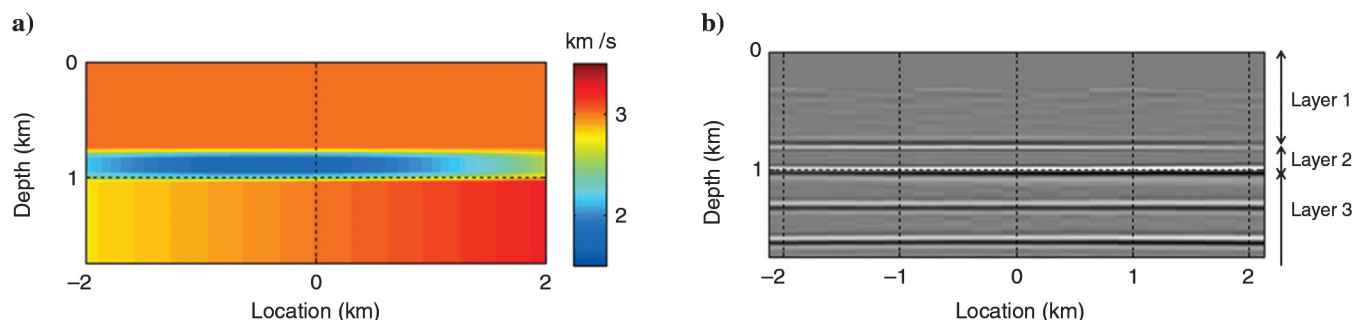 a)
km /s
0
1
Depth (km)
−2
0
2
Location (km)
3
2
b)
0
1
Depth (km)
−2
−1
0
1
2
Location (km)
Layer 1
Layer 2
Layer 3